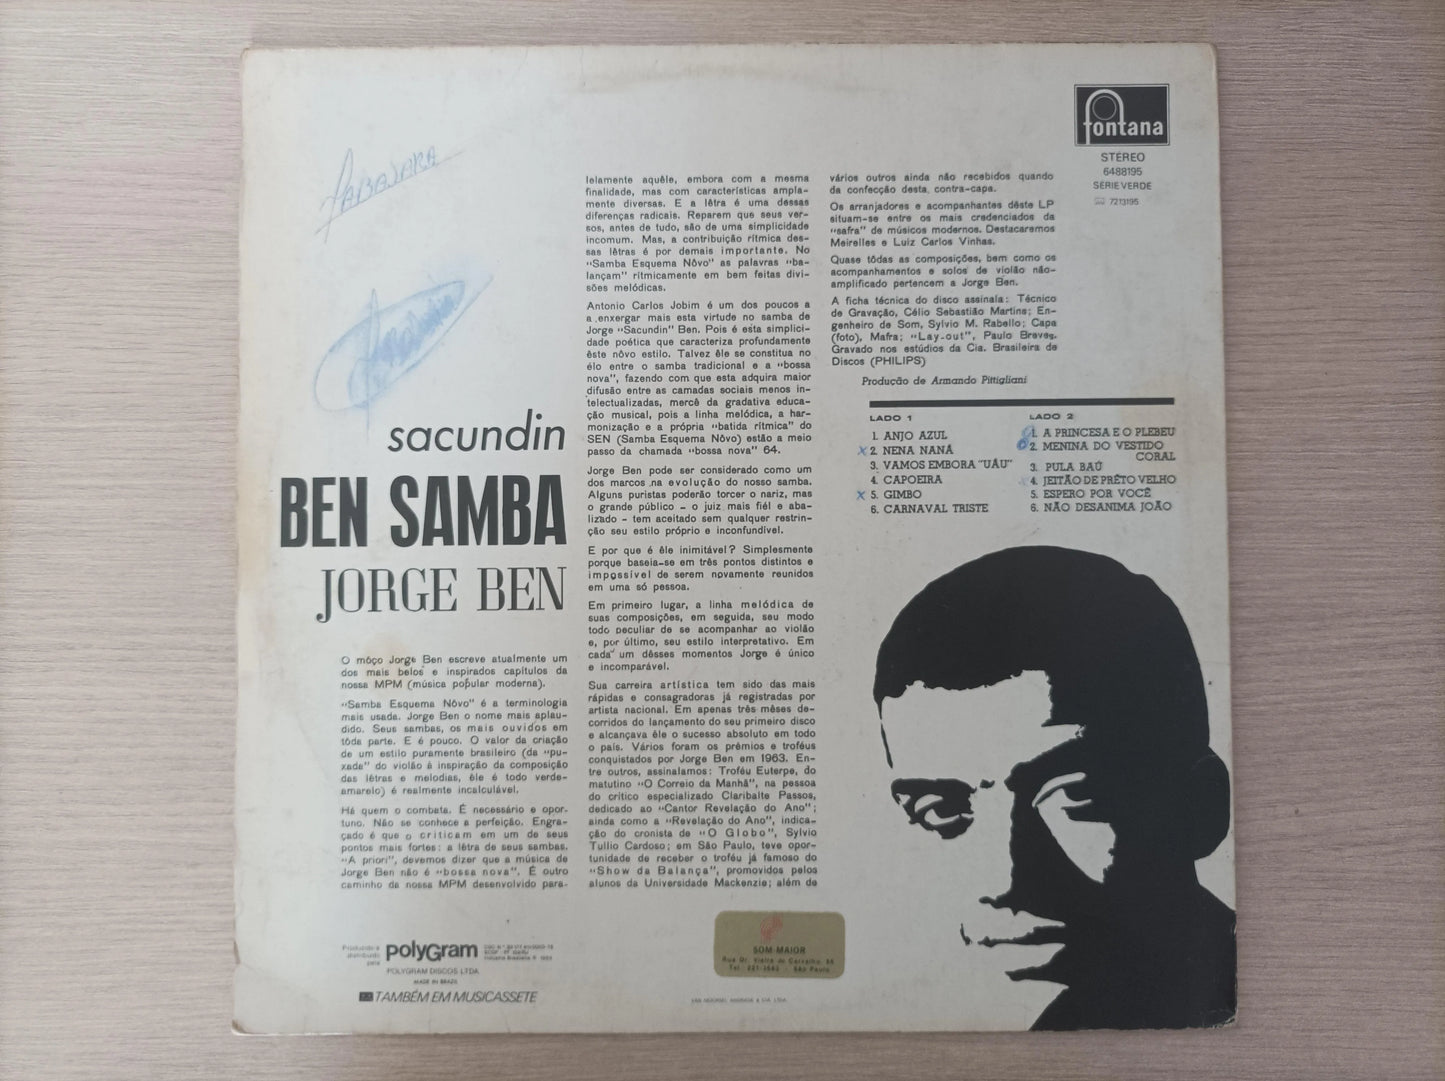 TABAJARA
fontana
STÉREO
6488195
SÉRIE VERDE
7213195
sacundin
BEN SAMBA
JORGE BEN
O môço Jorge Ben escreve atualmente um
dos mais belos e inspirados capítulos da
nossa MPM (música popular moderna).
"Samba Esquema Nôvo" é a terminologia
mais usada. Jorge Ben o nome mais aplau-
dido. Seus sambas, os mais ouvidos em
tôda parte. E é pouco. O valor da criação
de um estilo puramente brasileiro (da "pu-
xada" do violão à inspiração da composição
das lêtras e melodias, êle é todo verde-
amarelo) é realmente incalculável.
Há quem o combata. É necessário e opor-
tuno. Não se conhece a perfeição. Engra-
çado é que o criticam em um de seus
pontos mais fortes: a lêtra de seus sambas.
"A priori", devemos dizer que a música de
Jorge Ben não é "bossa nova". É outro
caminho da nossa MPM desenvolvido para-
lelamente aquêle, embora com a mesma
finalidade, mas com características ampla-
mente diversas. E a lêtra é uma dessas
diferenças radicais. Reparem que seus ver-
sos, antes de tudo, são de uma simplicidade
incomum. Mas, a contribuição rítmica des-
sas lêtras é por demais importante. No
"Samba Esquema Nôvo" as palavras "ba-
lançam" ritmicamente em bem feitas divi-
sões melódicas.
Antonio Carlos Jobim é um dos poucos a
a enxergar mais esta virtude no samba de
Jorge "Sacundin" Ben. Pois é esta simplici-
dade poética que caracteriza profundamente
êste nôvo estilo. Talvez êle se constitua no
élo entre o samba tradicional e a "bossa
nova", fazendo com que esta adquira maior
difusão entre as camadas sociais menos in-
telectualizadas, mercê da gradativa educa-
ção musical, pois a linha melódica, a har-
monização e a própria "batida rítmica" do
SEN (Samba Esquema Nôvo) estão a meio
passo da chamada "bossa nova" 64.
Jorge Ben pode ser considerado como um
dos marcos na evolução do nosso samba.
Alguns puristas poderão torcer o nariz, mas
o grande público - o juiz mais fiél e aba-
lizado - tem aceitado sem qualquer restrin-
ção seu estilo próprio e inconfundível.
E por que é êle inimitável? Simplesmente
porque baseia-se em três pontos distintos e
impossível de serem novamente reunidos
em uma só pessoa.
Em primeiro lugar, a linha melódica de
suas composições, em seguida, seu modo
todo peculiar de se acompanhar ao violão
e, por último, seu estilo interpretativo. Em
cada um dêsses momentos Jorge é único
e incomparável.
Sua carreira artística tem sido das mais
rápidas e consagradoras já registradas por
artista nacional. Em apenas três mêses de-
corridos do lançamento do seu primeiro disco
e alcançava êle o sucesso absoluto em todo
o país. Vários foram os prémios e troféus
conquistados por Jorge Ben em 1963. En-
tre outros, assinalamos: Troféu Euterpe, do
matutino "O Correio da Manhã", na pessoa
do crítico especializado Claribalte Passos,
dedicado ao "Cantor Revelação do Ano";
ainda como a "Revelação do Ano", indica-
ção do cronista de "O Globo", Sylvio
Tullio Cardoso; em São Paulo, teve opor-
tunidade de receber o troféu já famoso do
"Show da Balança", promovidos pelos
alunos da Universidade Mackenzie; além de
vários outros ainda não recebidos quando
da confecção desta contra-capa.
Os arranjadores e acompanhantes dêste LP
situam-se entre os mais credenciados da
"safra" de músicos modernos. Destacaremos
Meirelles e Luiz Carlos Vinhas.
Quase tôdas as composições, bem como os
acompanhamentos e solos de violão não-
amplificado pertencem a Jorge Ben.
A ficha técnica do disco assinala: Técnico
de Gravação, Célio Sebastião Martins; En-
genheiro de Som, Sylvio M. Rabello; Capa
(foto), Mafra; "Lay-out", Paulo Breves.
Gravado nos estúdios da Cia. Brasileira de
Discos (PHILIPS)
Produção de Armando Pittigliani
LADO 1
1. ANJO AZUL
x 2. NENA NANÁ
3. VAMOS EMBORA "UÁU"
4. CAPOEIRA
x 5. GIMBO
6. CARNAVAL TRISTE
LADO 2
1. A PRINCESA E O PLEBEU
2. MENINA DO VESTIDO
CORAL
3. PULA BAÚ
4. JEITÃO DE PRÊTO VELHO
5. ESPERO POR VOCÊ
6. NÃO DESANIMA JOÃO
Produzido e
distribuído
pela
polyGram
POLYGRAM DISCOS LTDA.
MADE IN BRAZIL
TAMBÉM EM MUSICASSETE
SOM MAIOR
Rua Dr. Vieira de Carvalho,
São Paulo